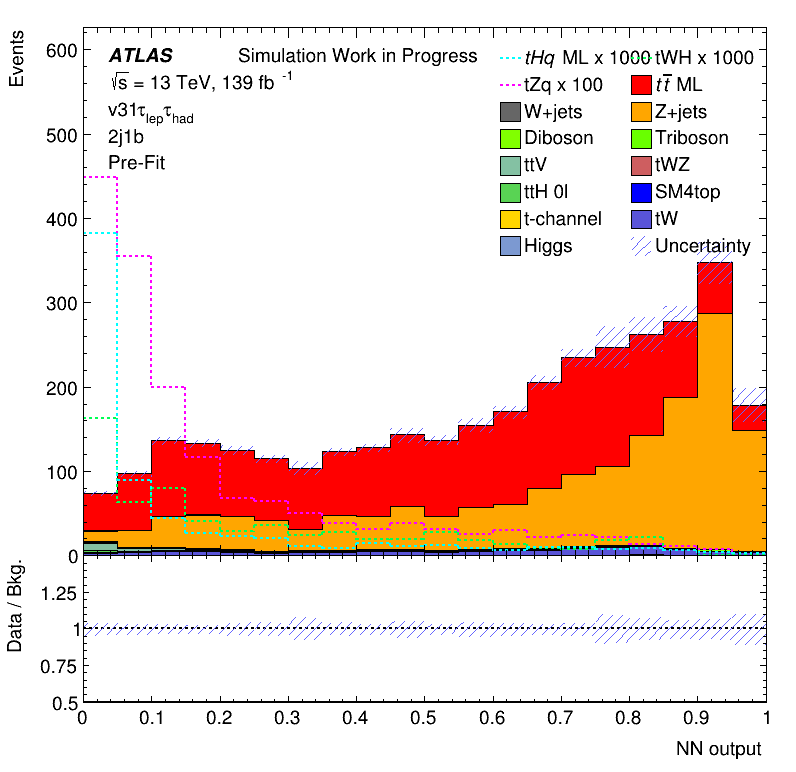 Events
600
500
400
300
200
100
0
ATLAS Simulation Work in Progress
√s = 13 TeV, 139 fb -1
v31τlepτhad
2j1b
Pre-Fit
tHq ML x 1000 tWH x 1000
tZq x 100 tt̄ ML
W+jets Z+jets
Diboson Triboson
ttV tWZ
ttH 0l SM4top
t-channel tW
Higgs Uncertainty
Data / Bkg.
1.25
1
0.75
0.5
0 0.1 0.2 0.3 0.4 0.5 0.6 0.7 0.8 0.9 1
NN output